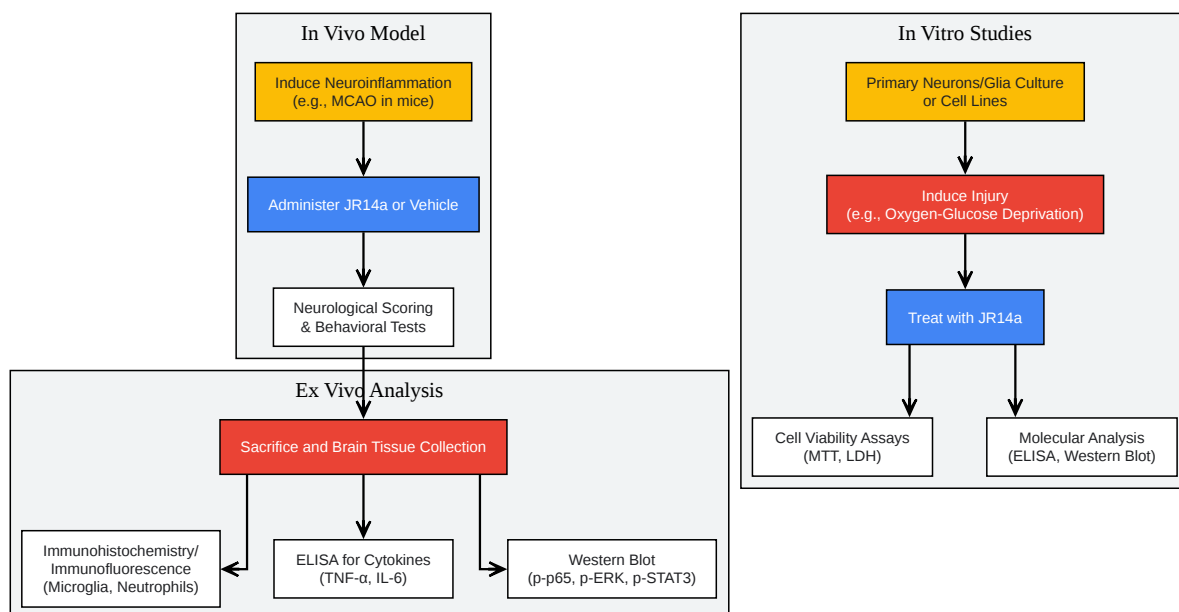 In Vivo Model
Induce Neuroinflammation
(e.g., MCAO in mice)
Administer JR14a or Vehicle
Neurological Scoring
& Behavioral Tests
Ex Vivo Analysis
Sacrifice and Brain Tissue Collection
Immunohistochemistry/
Immunofluorescence
(Microglia, Neutrophils)
ELISA for Cytokines
(TNF-α, IL-6)
Western Blot
(p-p65, p-ERK, p-STAT3)
In Vitro Studies
Primary Neurons/Glia Culture
or Cell Lines
Induce Injury
(e.g., Oxygen-Glucose Deprivation)
Treat with JR14a
Cell Viability Assays
(MTT, LDH)
Molecular Analysis
(ELISA, Western Blot)